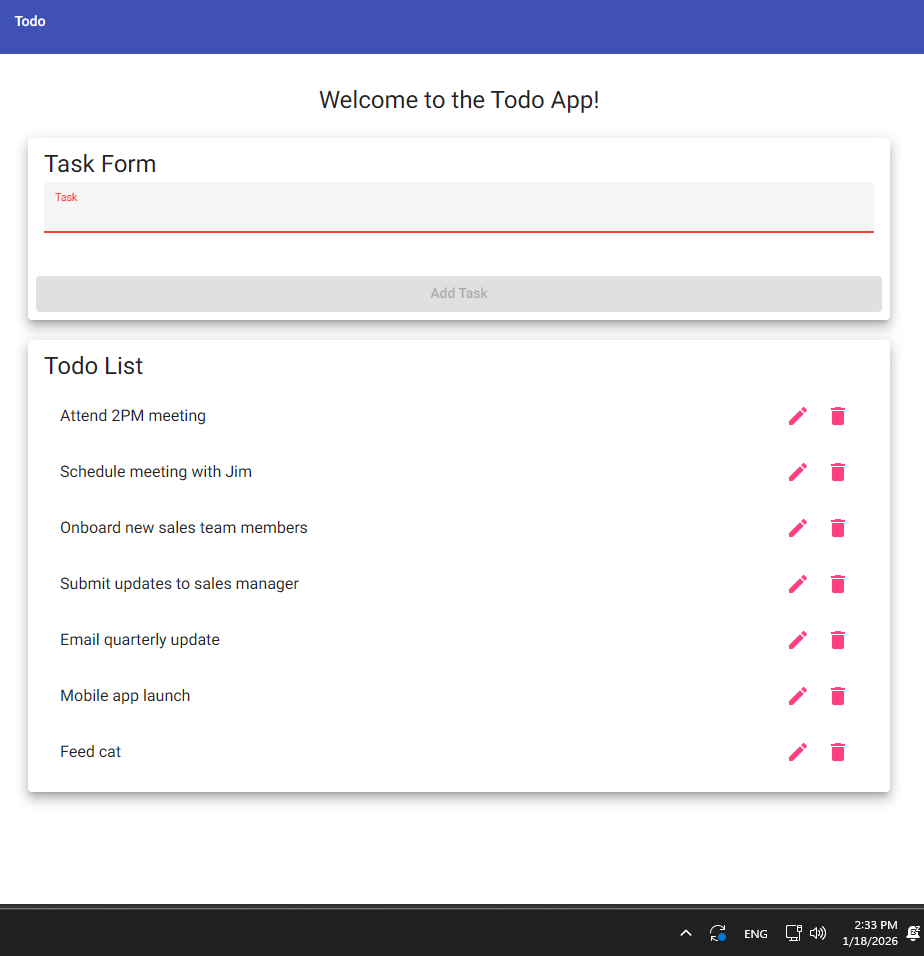 Todo
Welcome to the Todo App!
Task Form
Task
Add Task
Todo List
Attend 2PM meeting
Schedule meeting with Jim
Onboard new sales team members
Submit updates to sales manager
Email quarterly update
Mobile app launch
Feed cat
ENG
2:33 PM
1/18/2026